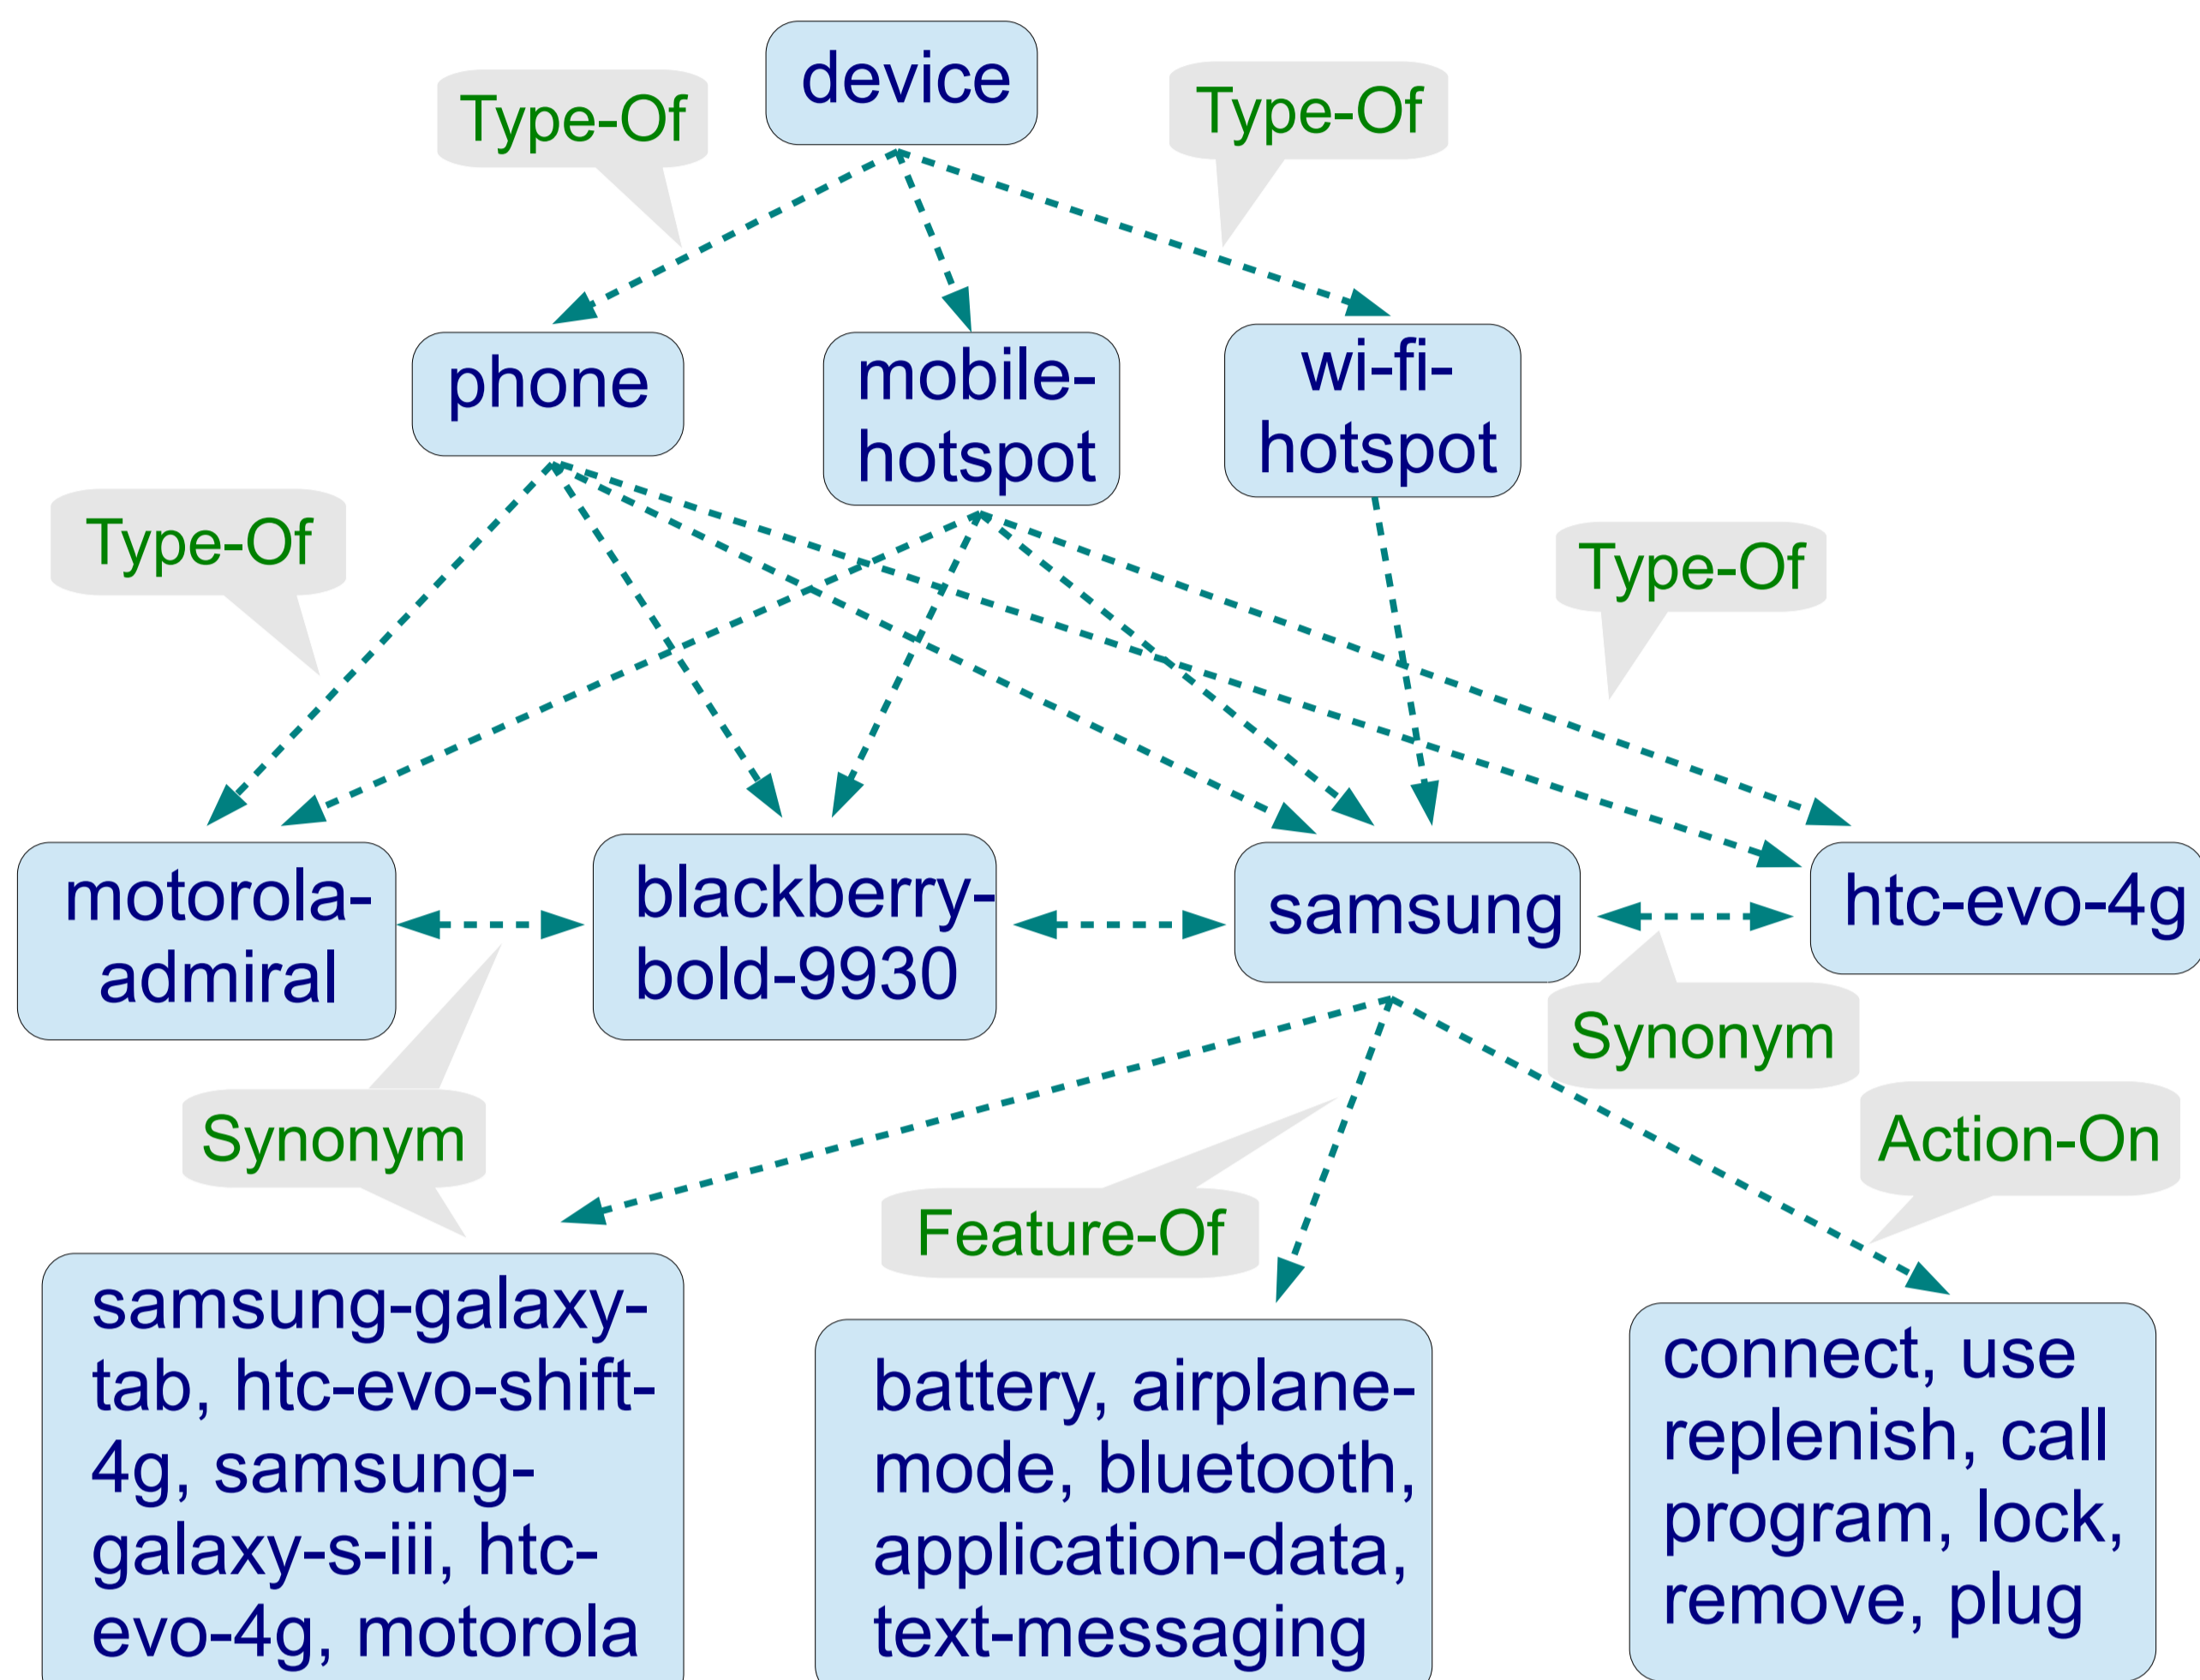 device
Type-Of
Type-Of
phone
mobile-
hotspot
wi-fi-
hotspot
Type-Of
Type-Of
motorola-
admiral
blackberry-
bold-9930
samsung
htc-evo-4g
Synonym
Synonym
Feature-Of
Action-On
samsung-galaxy-
tab, htc-evo-shift-
4g, samsung-
galaxy-s-iii, htc-
evo-4g, motorola
battery, airplane-
mode, bluetooth,
application-data,
text-messaging
connect, use
replenish, call
program, lock,
remove, plug